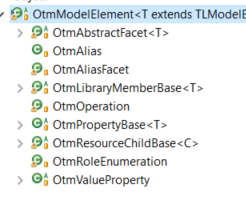 OtmModelElement<T extends TLModelE
OtmAbstractFacet<T>
OtmAlias
OtmAliasFacet
OtmLibraryMemberBase<T>
OtmOperation
OtmPropertyBase<T>
OtmResourceChildBase<C>
OtmRoleEnumeration
OtmValueProperty